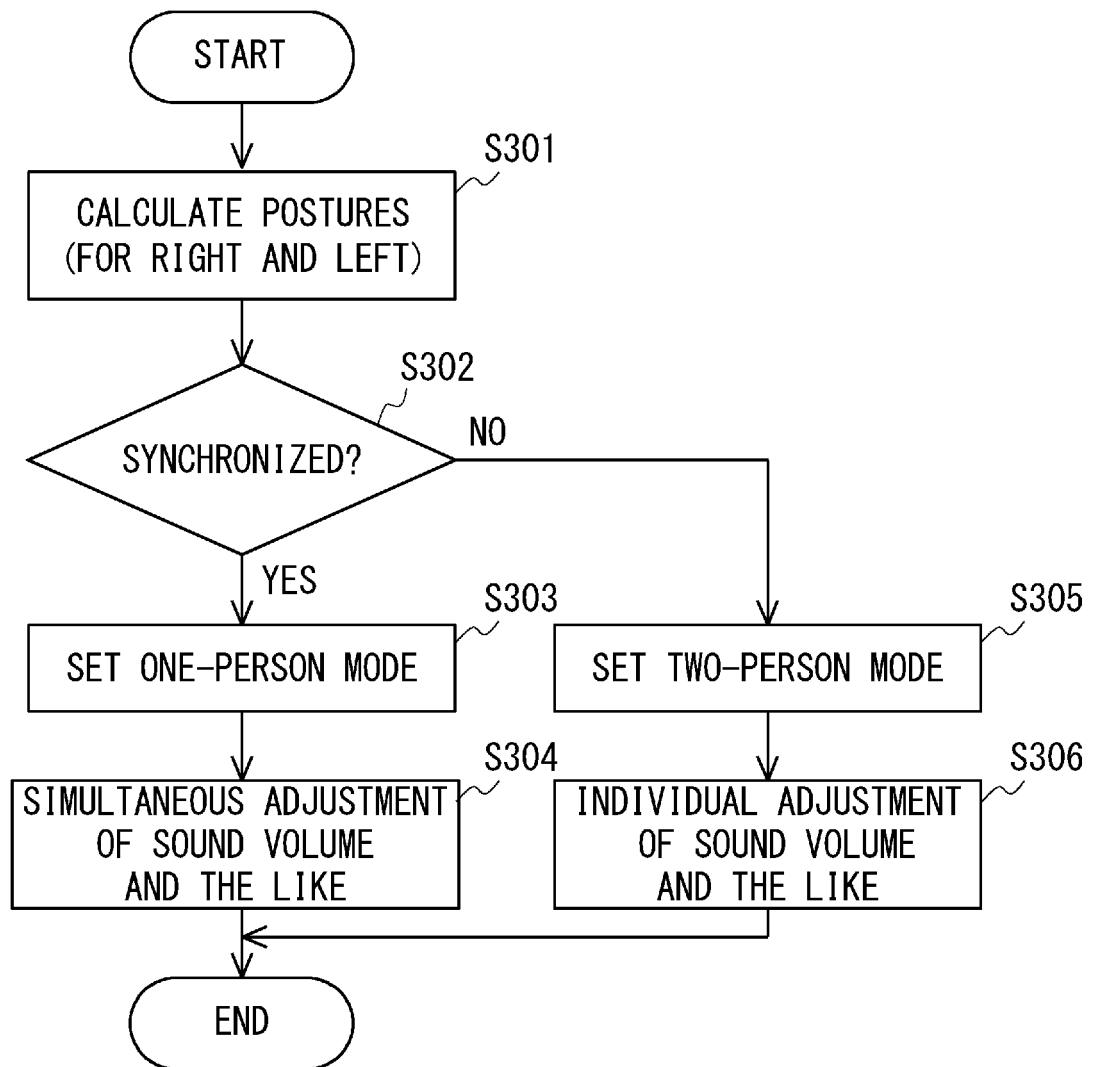 START
S301
CALCULATE POSTURES
(FOR RIGHT AND LEFT)
S302
SYNCHRONIZED?
NO
YES
S303
SET ONE-PERSON MODE
S305
SET TWO-PERSON MODE
S304
SIMULTANEOUS ADJUSTMENT
OF SOUND VOLUME
AND THE LIKE
S306
INDIVIDUAL ADJUSTMENT
OF SOUND VOLUME
AND THE LIKE
END